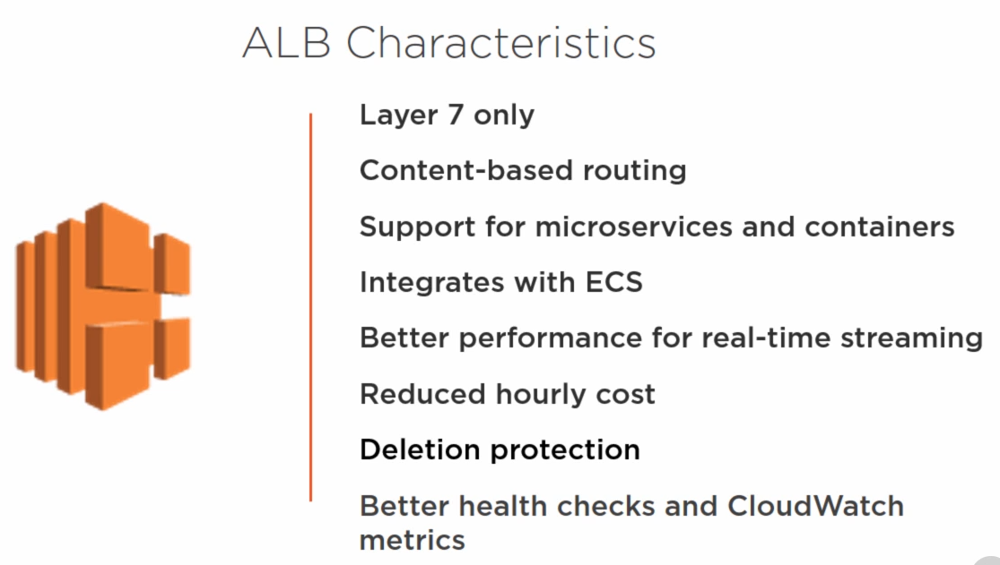 ALB Characteristics
Layer 7 only
Content-based routing
Support for microservices and containers
Integrates with ECS
Better performance for real-time streaming
Reduced hourly cost
Deletion protection
Better health checks and CloudWatch
metrics